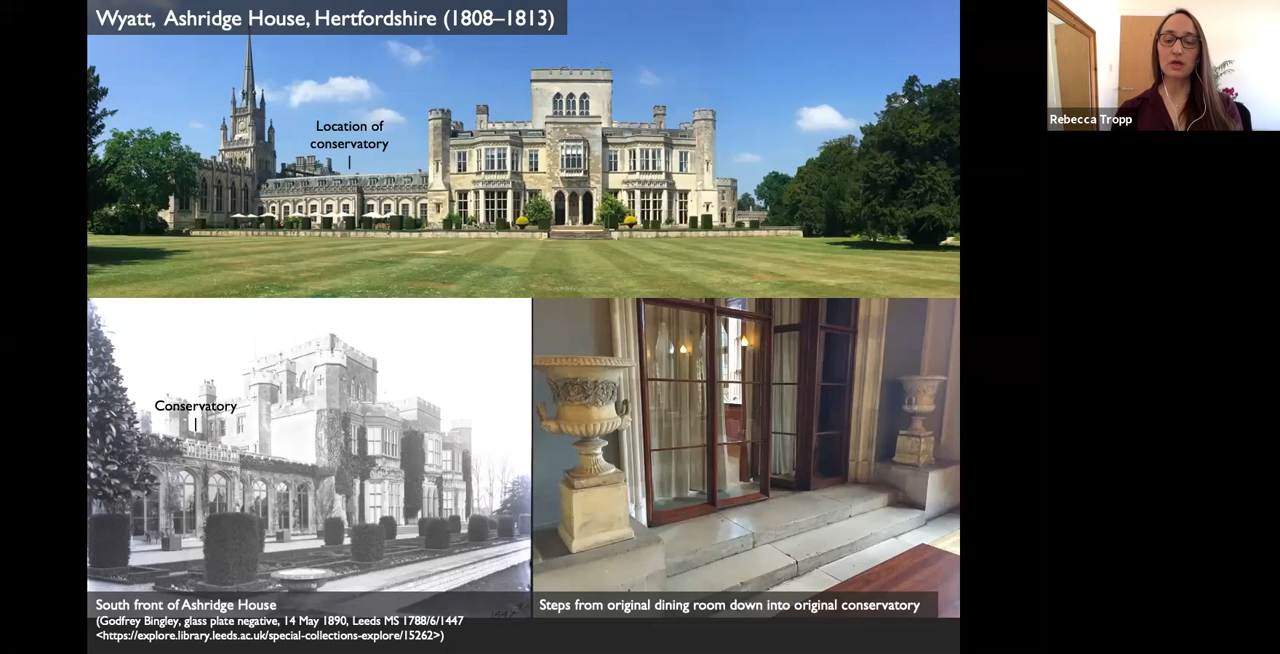 Wyatt, Ashridge House, Hertfordshire (1808–1813)
Location of
conservatory
Rebecca Tropp
Conservatory
South front of Ashridge House
(Godfrey Bingley, glass plate negative, 14 May 1890, Leeds MS 1788/6/1447
<https://explore.library.leeds.ac.uk/special-collections-explore/15262>)
Steps from original dining room down into original conservatory